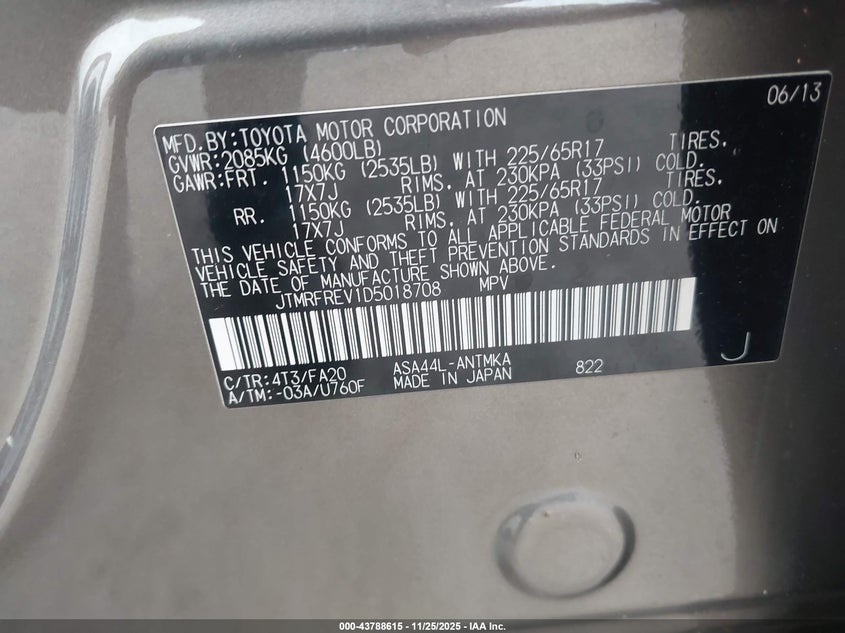 06/13
MFD.BY:TOYOTA MOTOR CORPORATION
GVWR:2085KG (4600LB)
GAWR:FRT. 1150KG (2535LB) WITH 225/65R17 TIRES,
17X7J RIMS, AT 230KPA (33PSI) COLD.
RR. 1150KG (2535LB) WITH 225/65R17 TIRES,
17X7J RIMS, AT 230KPA (33PSI) COLD.
THIS VEHICLE CONFORMS TO ALL APPLICABLE FEDERAL MOTOR
VEHICLE SAFETY AND THEFT PREVENTION STANDARDS IN EFFECT ON
THE DATE OF MANUFACTURE SHOWN ABOVE.
JTMRFREV1D5018708 MPV
C/TR:4T3/FA20 ASA44L-ANTMKA 822 J
A/TM:-03A/U760F MADE IN JAPAN
000-43788615 - 11/25/2025 - IAA Inc.